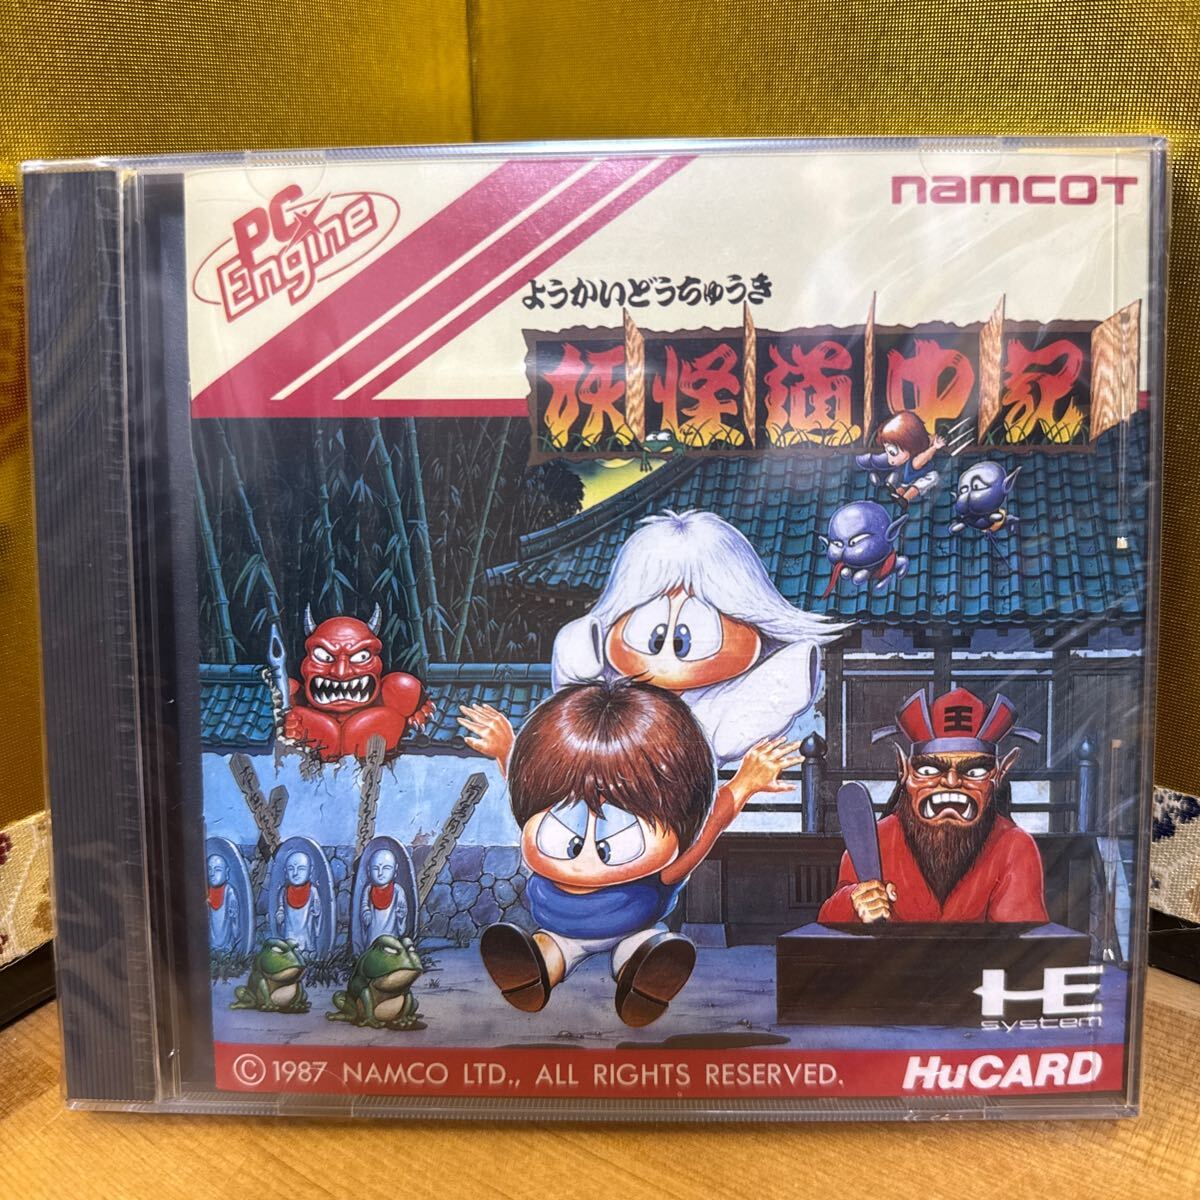 PC Engine
namcoT
ようかいどうちゅうき
妖怪道中記
王
HE system
© 1987 NAMCO LTD., ALL RIGHTS RESERVED.
HuCARD